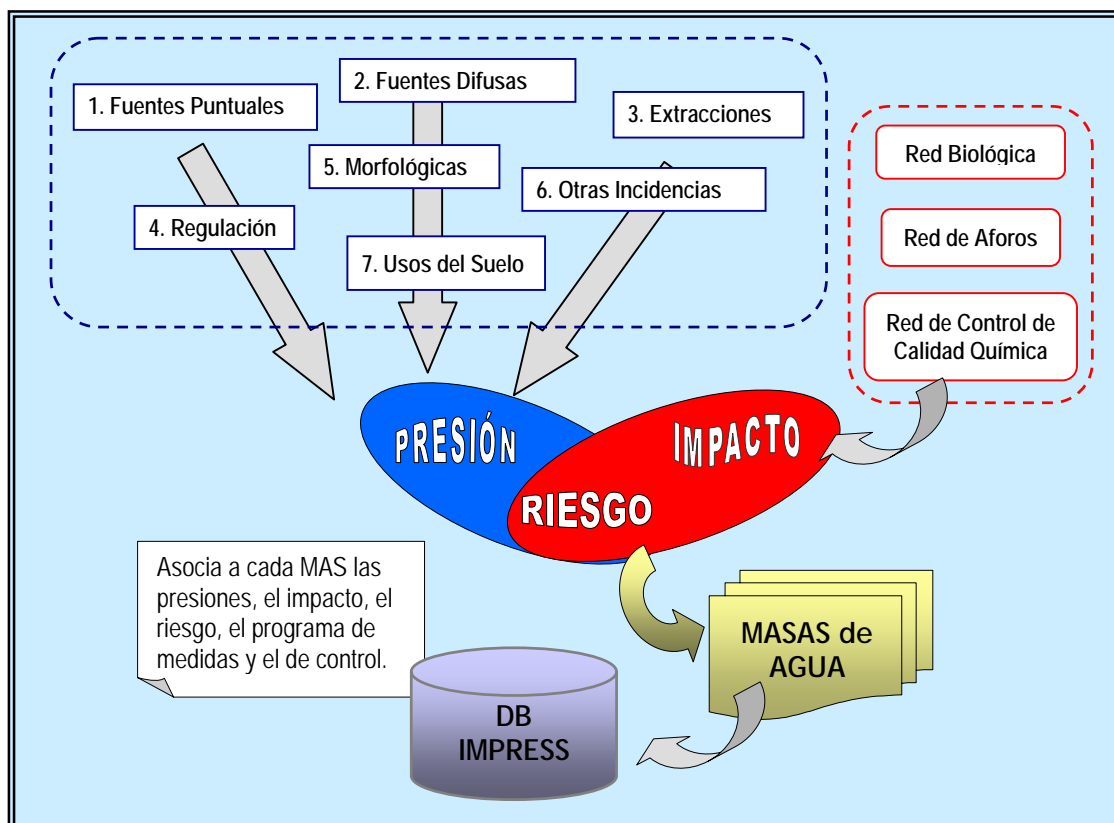 1. Fuentes Puntuales
2. Fuentes Difusas
3. Extracciones
4. Regulación
5. Morfológicas
6. Otras Incidencias
7. Usos del Suelo
Red Biológica
Red de Aforos
Red de Control de
Calidad Química
PRESIÓN
IMPACTO
RIESGO
Asocia a cada MAS las
presiones, el impacto, el
riesgo, el programa de
medidas y el de control.
MASAS de
AGUA
DB
IMPRESS